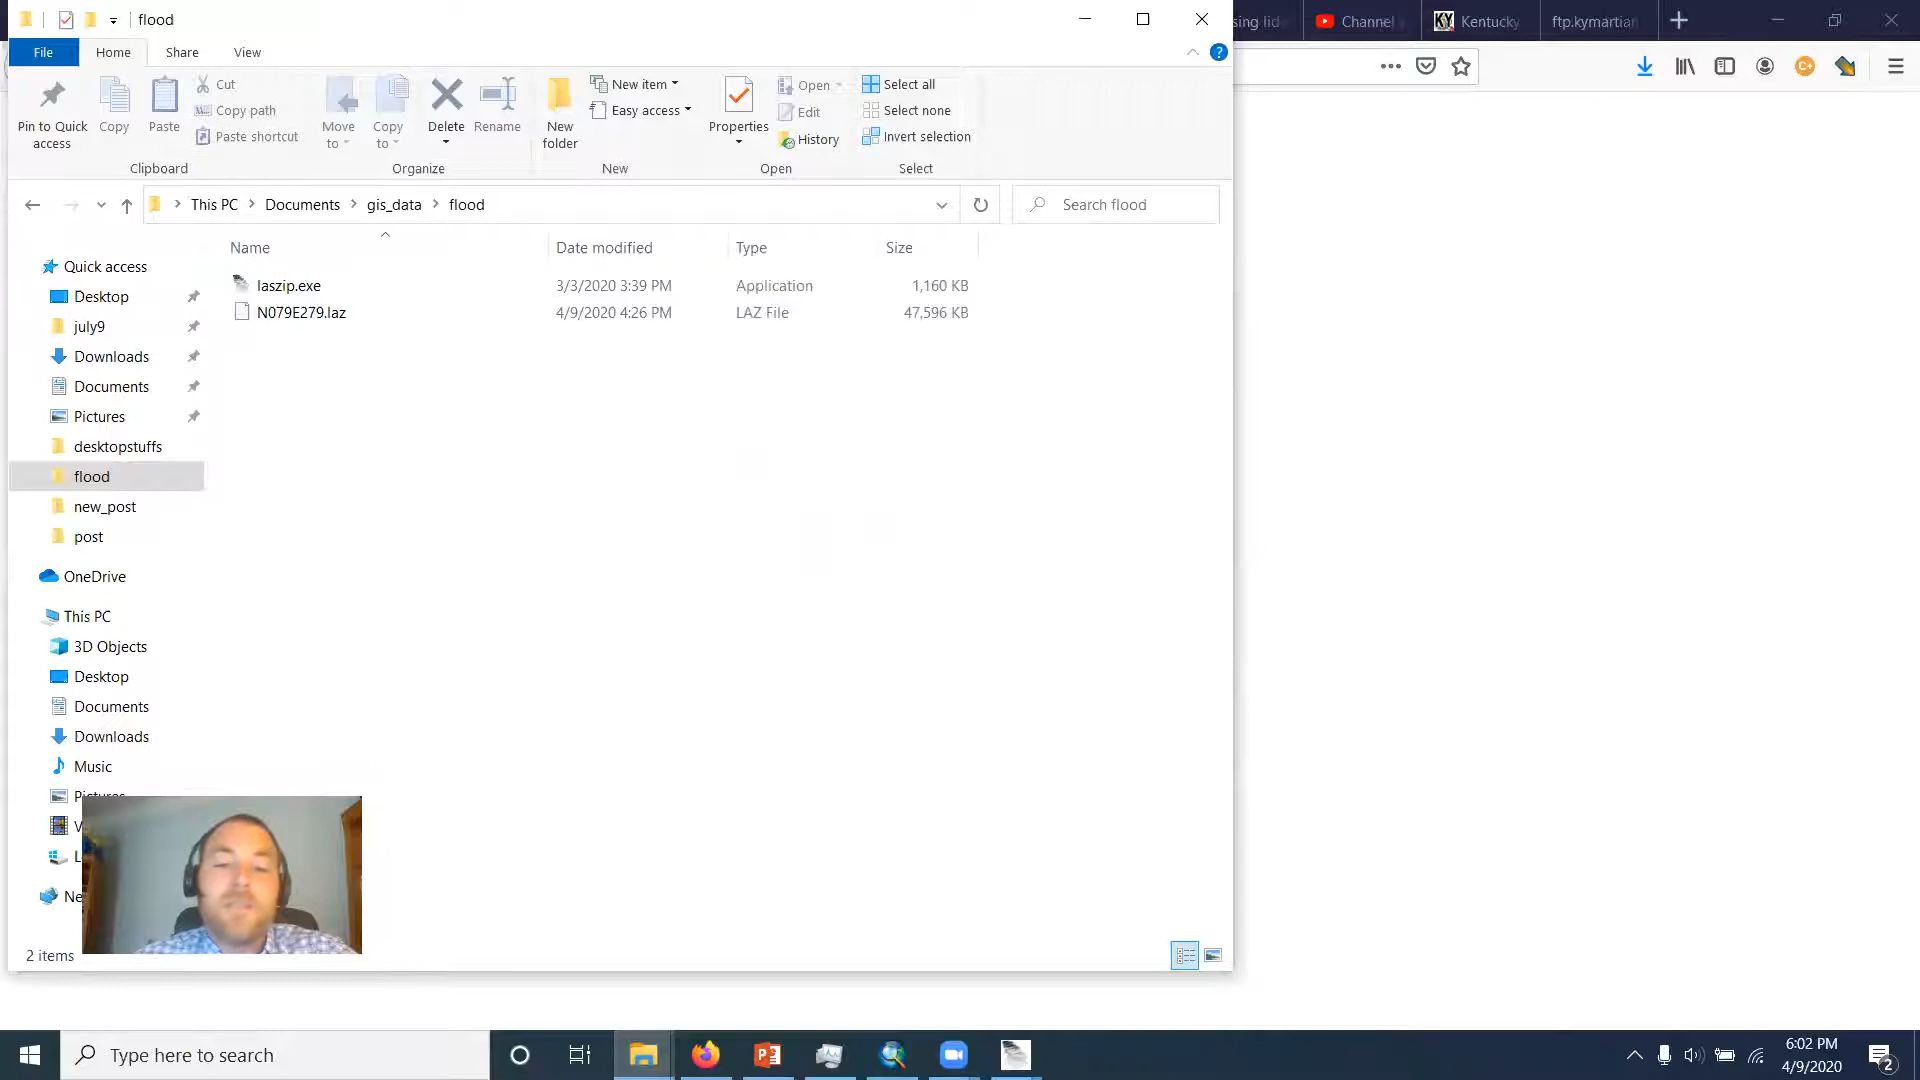 flood
sing lide
Channel
Kentucky
ftp.kymartian
File
Home
Share
View
Pin to Quick access
Copy
Paste
Cut
Copy path
Paste shortcut
Clipboard
Move to
Copy to
Delete
Rename
Organize
New folder
New item
Easy access
New
Properties
Open
Edit
History
Open
Select all
Select none
Invert selection
Select
This PC > Documents > gis_data > flood
Search flood
Name
Date modified
Type
Size
laszip.exe 3/3/2020 3:39 PM Application 1,160 KB
N079E279.laz 4/9/2020 4:26 PM LAZ File 47,596 KB
Quick access
Desktop
july9
Downloads
Documents
Pictures
desktopstuffs
flood
new_post
post
OneDrive
This PC
3D Objects
Desktop
Documents
Downloads
Music
Pictures
V
L
Ne
2 items
Type here to search
6:02 PM
4/9/2020
2